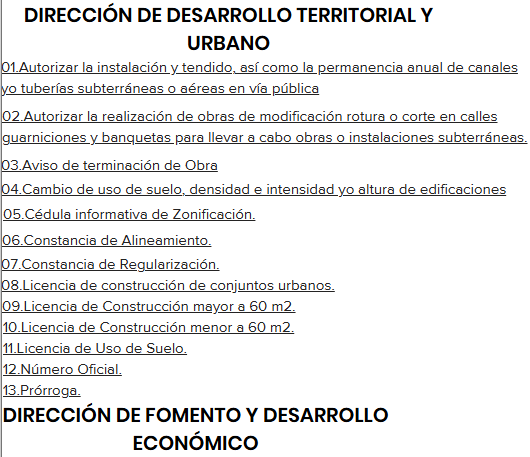 DIRECCIÓN DE DESARROLLO TERRITORIAL Y
URBANO
01.Autorizar la instalación y tendido, así como la permanencia anual de canales
yo tuberías subterráneas o aéreas en vía pública
02.Autorizar la realización de obras de modificación rotura o corte en calles
guarniciones y banquetas para llevar a cabo obras o instalaciones subterráneas.
03.Aviso de terminación de Obra
04.Cambio de uso de suelo, densidad e intensidad yo altura de edificaciones
05.Cédula informativa de Zonificación.
06.Constancia de Alineamiento.
07.Constancia de Regularización.
08.Licencia de construcción de conjuntos urbanos.
09.Licencia de Construcción mayor a 60 m2.
10.Licencia de Construcción menor a 60 m2.
11.Licencia de Uso de Suelo.
12.Número Oficial.
13.Prórroga.
DIRECCIÓN DE FOMENTO Y DESARROLLO
ECONÓMICO